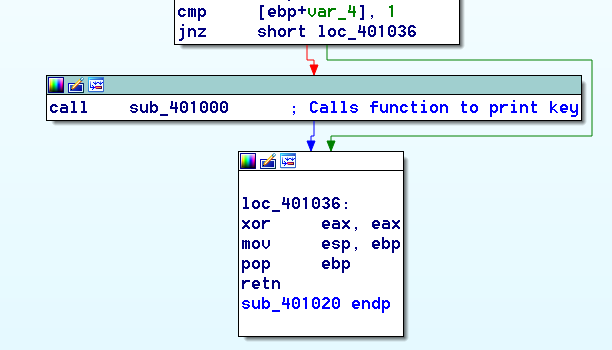 cmp [ebp+var_4], 1
jnz short loc_401036
call sub_401000 ; Calls function to print key
loc_401036:
xor eax, eax
mov esp, ebp
pop ebp
retn
sub_401020 endp